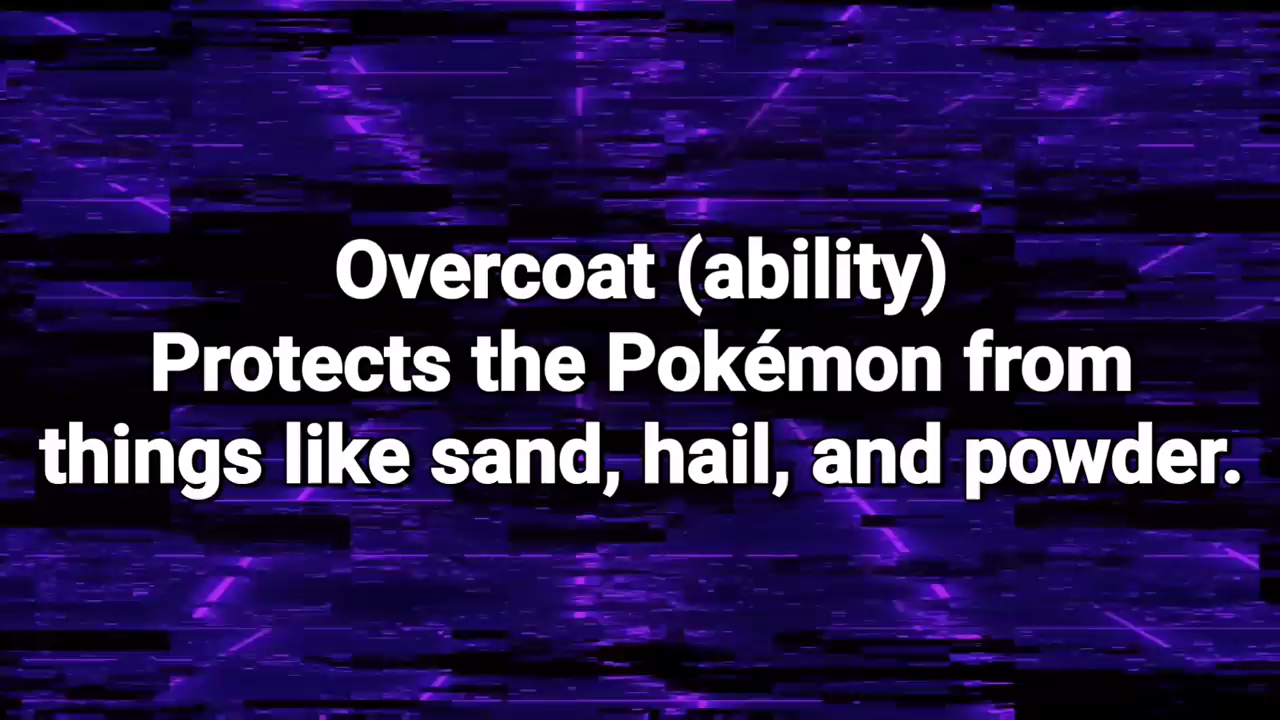 Overcoat (ability)
Protects the Pokémon from
things like sand, hail, and powder.